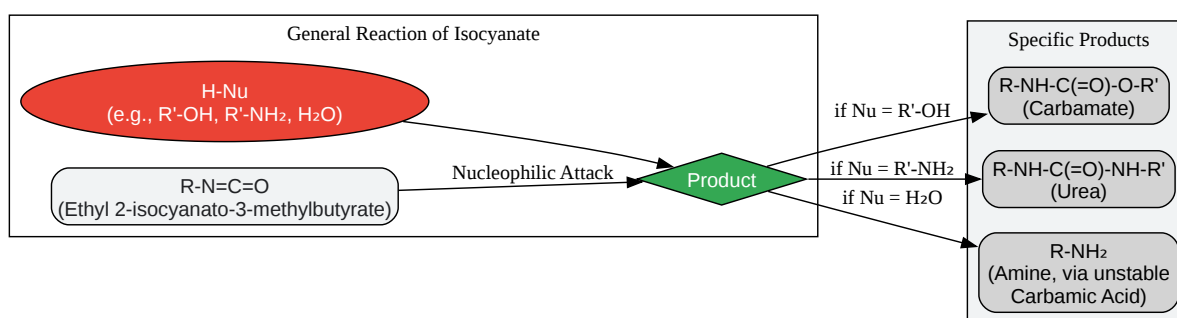 General Reaction of Isocyanate
H-Nu
(e.g., R'-OH, R'-NH₂, H₂O)
R-N=C=O
(Ethyl 2-isocyanato-3-methylbutyrate)
Nucleophilic Attack
Product
if Nu = R'-OH
if Nu = R'-NH₂
if Nu = H₂O
Specific Products
R-NH-C(=O)-O-R'
(Carbamate)
R-NH-C(=O)-NH-R'
(Urea)
R-NH₂
(Amine, via unstable
Carbamic Acid)